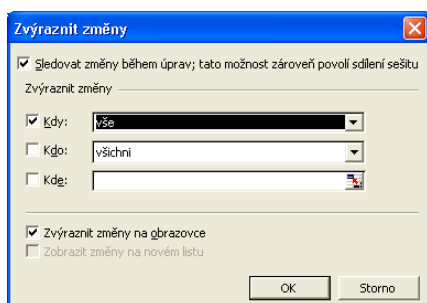 Zvýraznit změny
Sledovat změny během úprav; tato možnost zároveň povolí sdílení sešitu
Zvýraznit změny
Kdy: vše
Kdo: všichni
Kde:
Zvýraznit změny na obrazovce
Zobrazit změny na novém listu
OK Storno